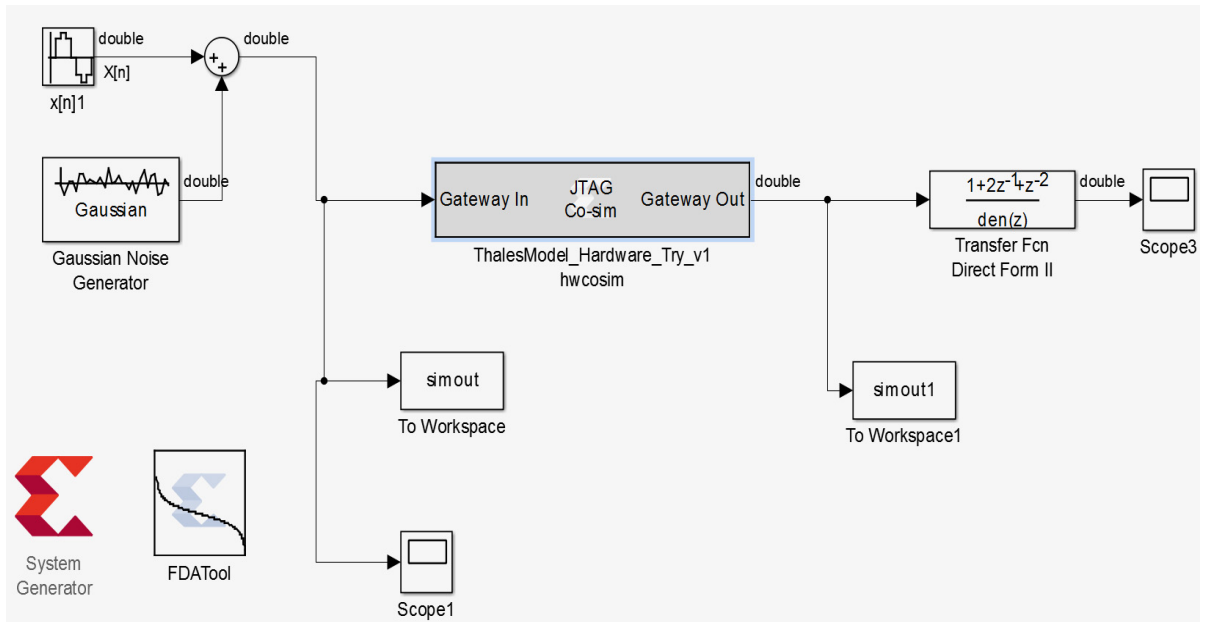 double
X[n]
x[n]1
+
+
double
Gaussian
double
Gaussian Noise
Generator
Gateway In
JTAG
Co-sim
Gateway Out
ThalesModel_Hardware_Try_v1
hwcosim
double
1+2z-1+z-2
den(z)
Transfer Fcn
Direct Form II
double
Scope3
simout
To Workspace
simout1
To Workspace1
System
Generator
FDATool
Scope1